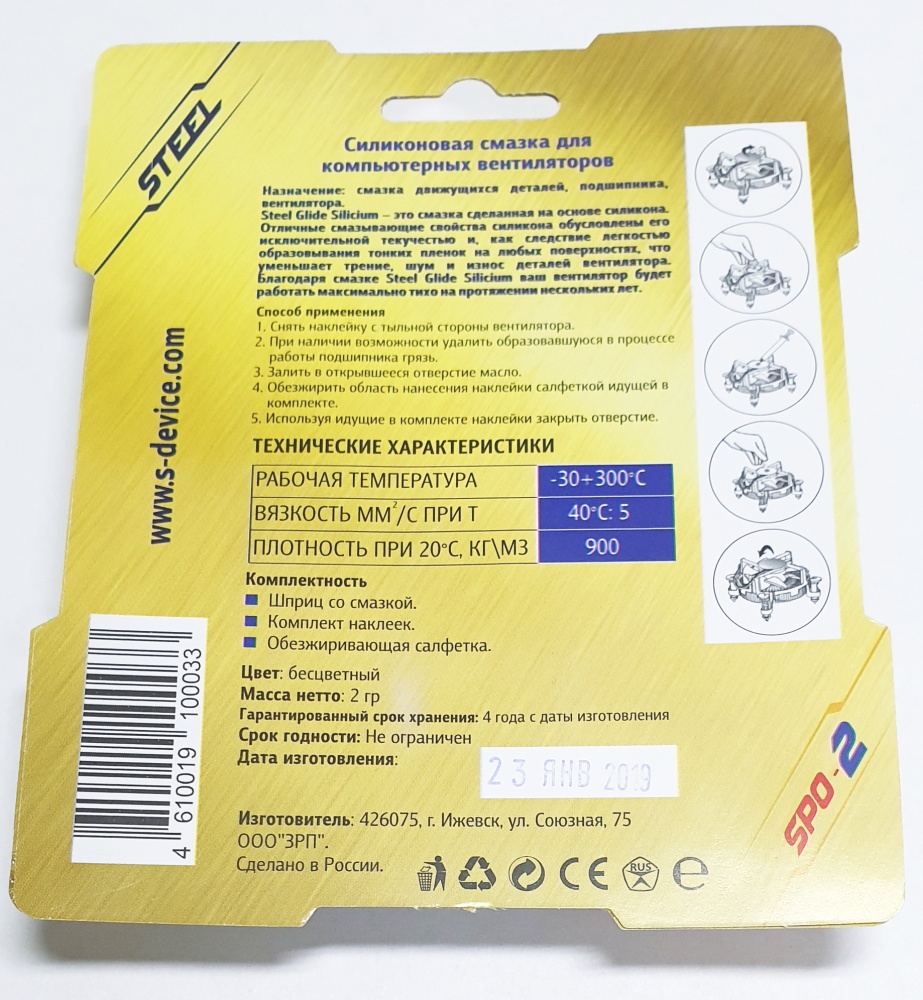 STEEL
Силиконовая смазка для
компьютерных вентиляторов
Назначение: смазка движущихся деталей, подшипника,
вентилятора.
Steel Glide Silicium – это смазка сделанная на основе силикона.
Отличные смазывающие свойства силикона обусловлены его
исключительной текучестью и, как следствие легкостью
образовывания тонких пленок на любых поверхностях, что
уменьшает трение, шум и износ деталей вентилятора.
Благодаря смазке Steel Glide Silicium ваш вентилятор будет
работать максимально тихо на протяжении нескольких лет.
Способ применения
1. Снять наклейку с тыльной стороны вентилятора.
2. При наличии возможности удалить образовавшуюся в процессе
работы подшипника грязь.
3. Залить в открывшееся отверстие масло.
4. Обезжирить область нанесения наклейки салфеткой идущей в
комплекте.
5. Используя идущие в комплекте наклейки закрыть отверстие.
ТЕХНИЧЕСКИЕ ХАРАКТЕРИСТИКИ
РАБОЧАЯ ТЕМПЕРАТУРА -30+300°C
ВЯЗКОСТЬ ММ²/С ПРИ Т 40°C: 5
ПЛОТНОСТЬ ПРИ 20°C, КГ\М3 900
Комплектность
Шприц со смазкой.
Комплект наклеек.
Обезжиривающая салфетка.
Цвет: бесцветный
Масса нетто: 2 гр
Гарантированный срок хранения: 4 года с даты изготовления
Срок годности: Не ограничен
Дата изготовления: 23 ЯНВ 2019
Изготовитель: 426075, г. Ижевск, ул. Союзная, 75
ООО"ЗРП".
Сделано в России.
CE
RUS
e
www.s-device.com
4 610019 100033
SPO-2